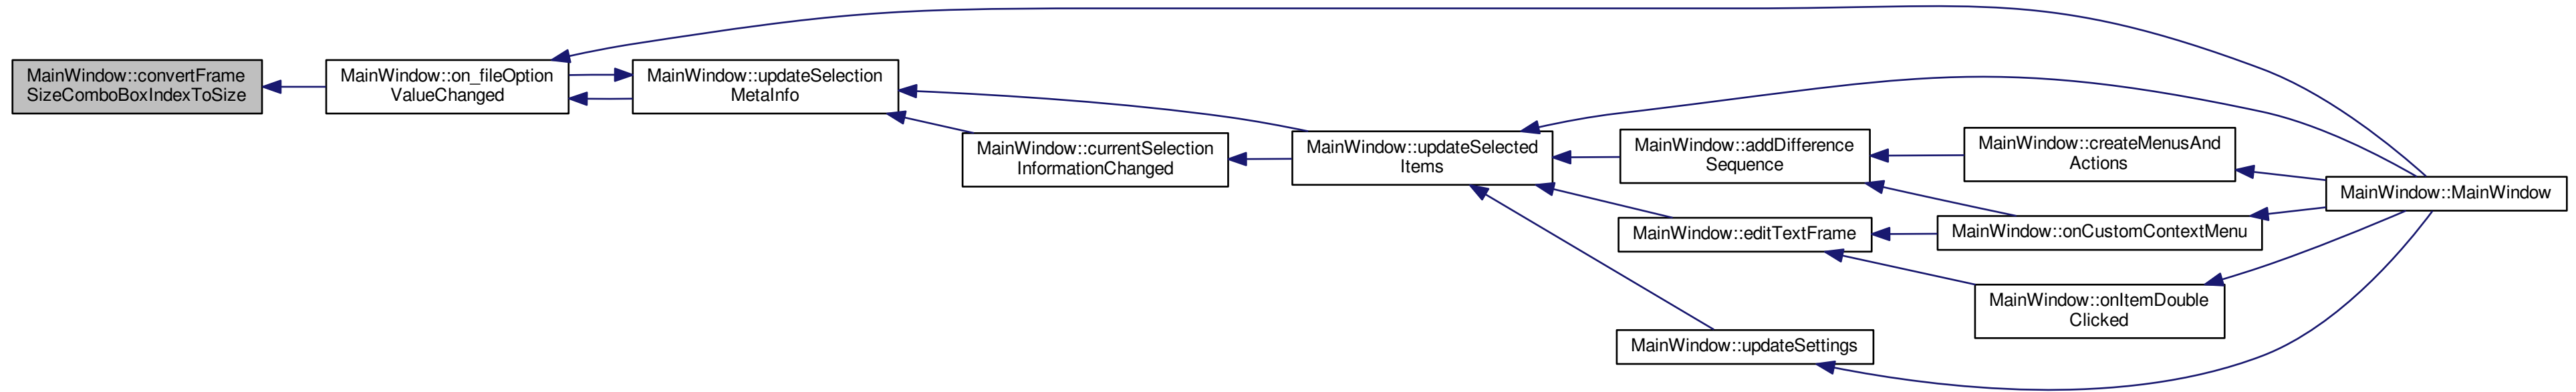 MainWindow::convertFrame
SizeComboBoxIndexToSize
MainWindow::on_fileOption
ValueChanged
MainWindow::updateSelection
MetaInfo
MainWindow::currentSelection
InformationChanged
MainWindow::updateSelected
Items
MainWindow::addDifference
Sequence
MainWindow::editTextFrame
MainWindow::updateSettings
MainWindow::createMenusAnd
Actions
MainWindow::onCustomContextMenu
MainWindow::onItemDouble
Clicked
MainWindow::MainWindow